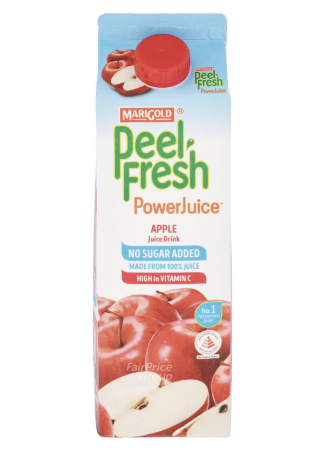 Peel
Fresh
PowerJuice
MARIGOLD®
Peel
Fresh
PowerJuice™
APPLE
Juice Drink
NO SUGAR ADDED
MADE FROM 100% JUICE
HIGH in VITAMIN C
No.1
FairPrice